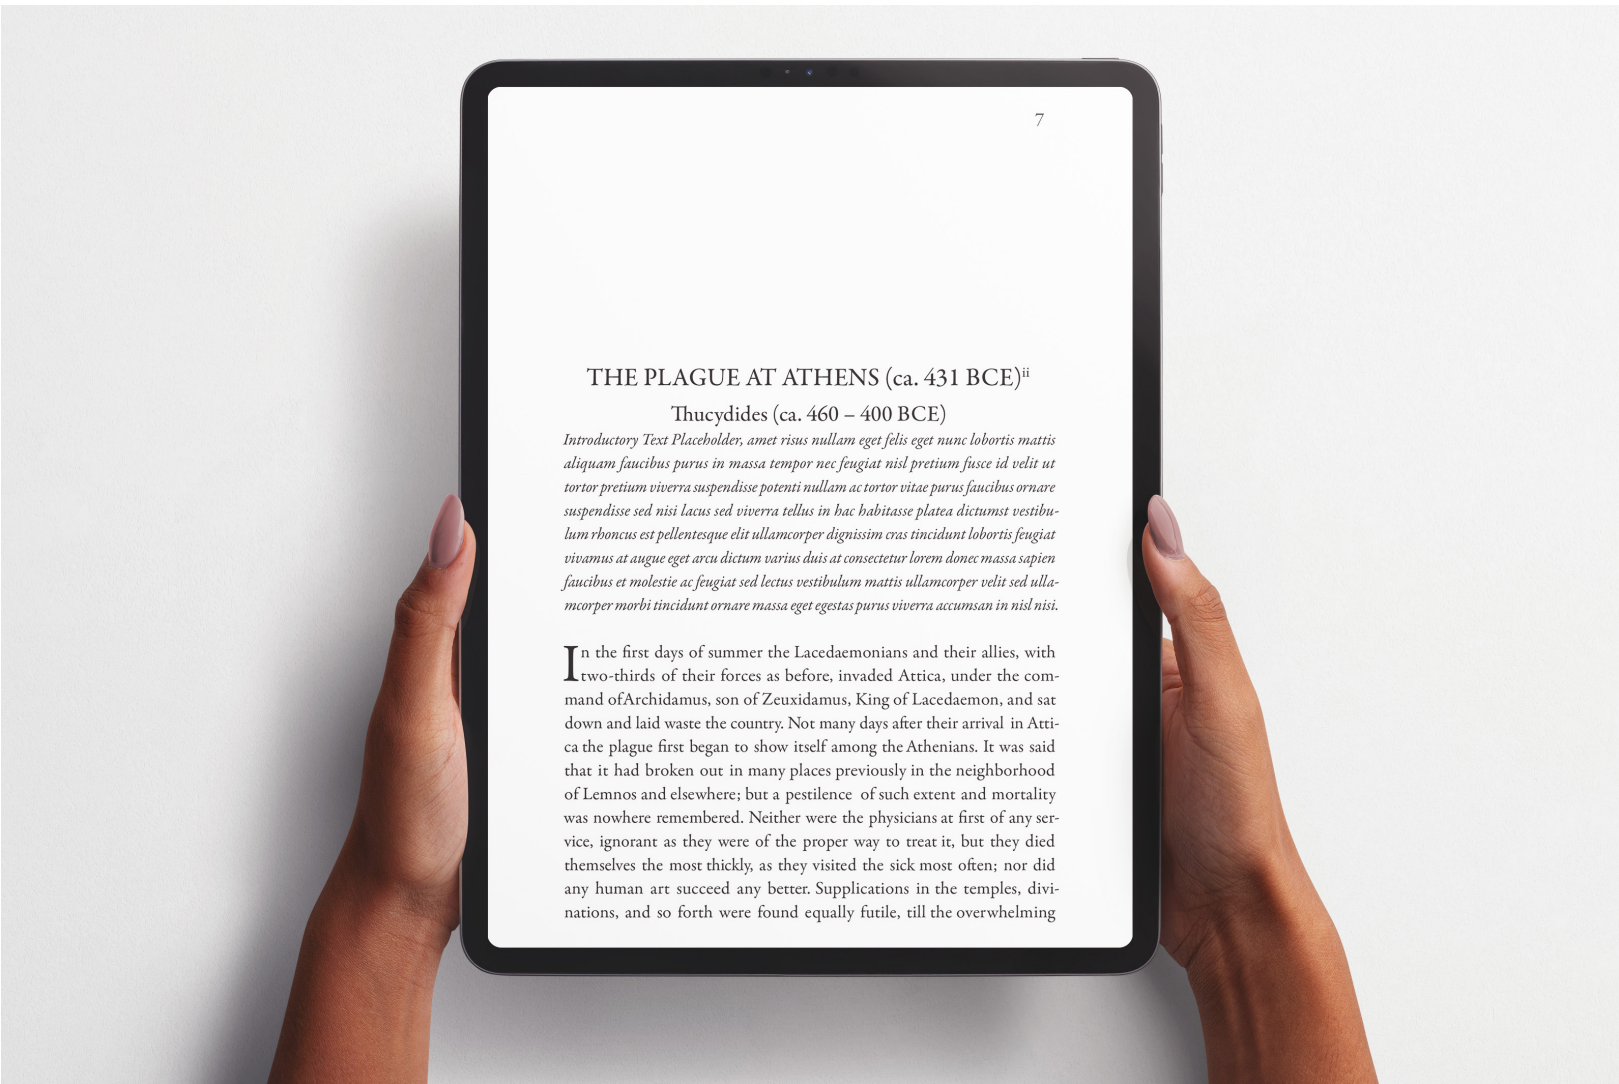 7
THE PLAGUE AT ATHENS (ca. 431 BCE)ii
Thucydides (ca. 460 – 400 BCE)
Introductory Text Placeholder, amet risus nullam eget felis eget nunc lobortis mattis
aliquam faucibus purus in massa tempor nec feugiat nisl pretium fusce id velit ut
tortor pretium viverra suspendisse potenti nullam ac tortor vitae purus faucibus ornare
suspendisse sed nisi lacus sed viverra tellus in hac habitasse platea dictumst vestibu-
lum rhoncus est pellentesque elit ullamcorper dignissim cras tincidunt lobortis feugiat
vivamus at augue eget arcu dictum varius duis at consectetur lorem donec massa sapien
faucibus et molestie ac feugiat sed lectus vestibulum mattis ullamcorper velit sed ulla-
mcorper morbi tincidunt ornare massa eget egestas purus viverra accumsan in nisl nisi.
In the first days of summer the Lacedaemonians and their allies, with
two-thirds of their forces as before, invaded Attica, under the com-
mand ofArchidamus, son of Zeuxidamus, King of Lacedaemon, and sat
down and laid waste the country. Not many days after their arrival in Atti-
ca the plague first began to show itself among the Athenians. It was said
that it had broken out in many places previously in the neighborhood
of Lemnos and elsewhere; but a pestilence of such extent and mortality
was nowhere remembered. Neither were the physicians at first of any ser-
vice, ignorant as they were of the proper way to treat it, but they died
themselves the most thickly, as they visited the sick most often; nor did
any human art succeed any better. Supplications in the temples, divi-
nations, and so forth were found equally futile, till the overwhelming